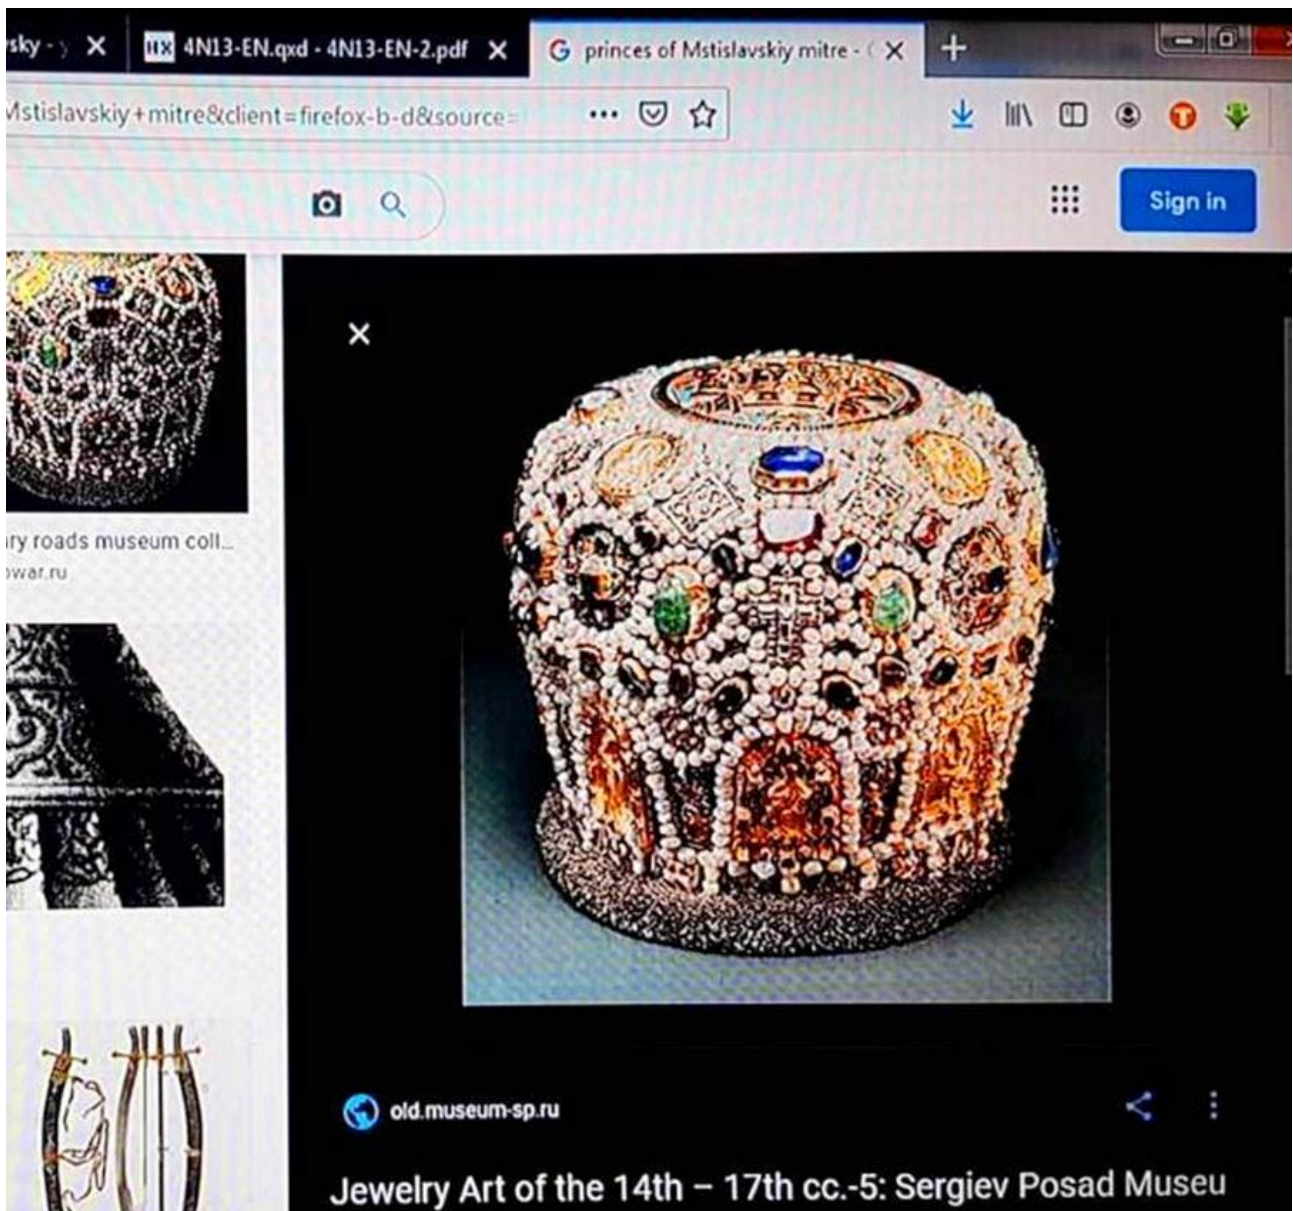 sky - y
4N13-EN.qxd - 4N13-EN-2.pdf
princes of Mstislavskiy mitre - (
Mstislavskiy+mitre&client=firefox-b-d&source=
Sign in
ry roads museum coll...
owar.ru
old.museum-sp.ru
Jewelry Art of the 14th – 17th cc.-5: Sergiev Posad Museu